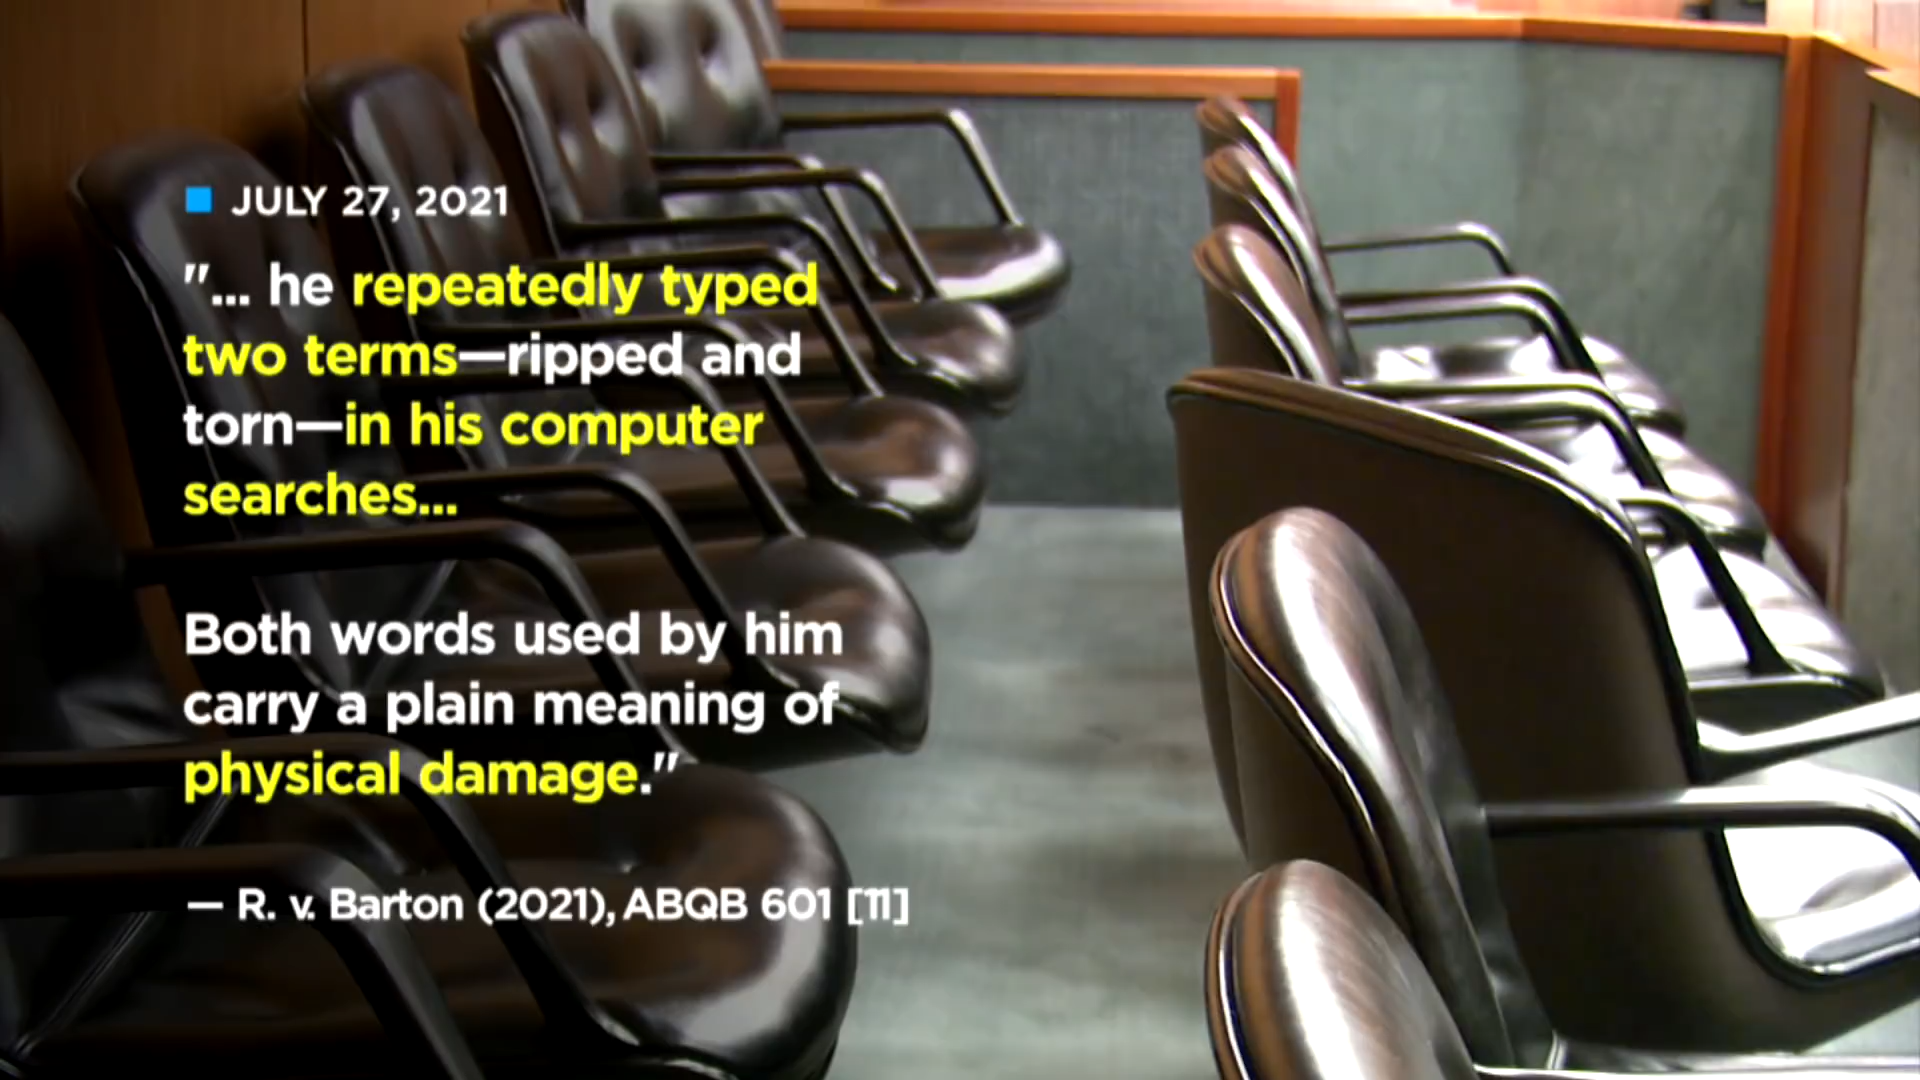 JULY 27, 2021
"... he repeatedly typed
two terms—ripped and
torn—in his computer
searches...
Both words used by him
carry a plain meaning of
physical damage."
— R. v. Barton (2021), ABQB 601 [11]